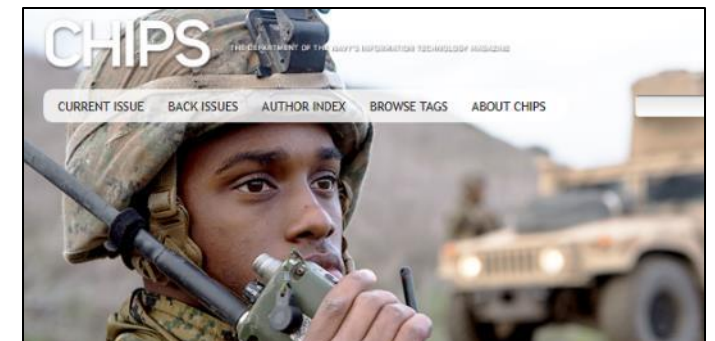 CHIPS
THE DEPARTMENT OF THE NAVY'S INFORMATION TECHNOLOGY MAGAZINE
CURRENT ISSUE BACK ISSUES AUTHOR INDEX BROWSE TAGS ABOUT CHIPS